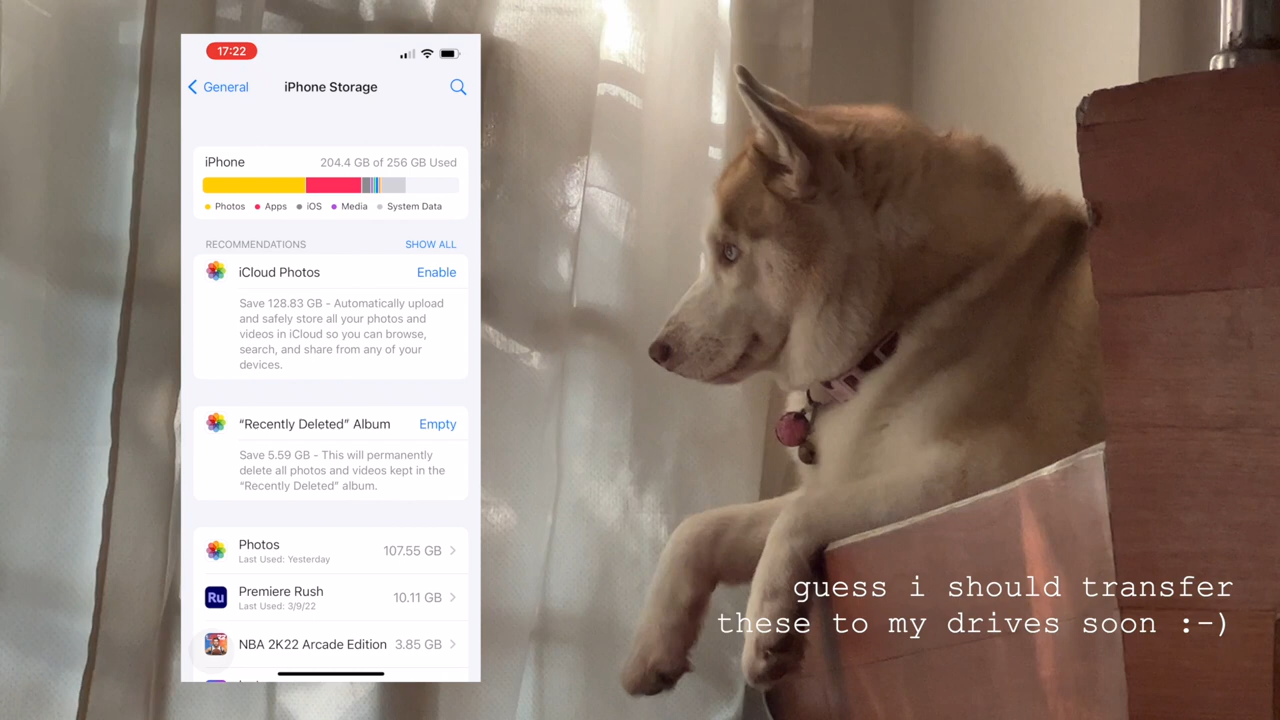 17:22
General
iPhone Storage
iPhone
204.4 GB of 256 GB Used
Photos Apps iOS Media System Data
RECOMMENDATIONS
SHOW ALL
iCloud Photos
Enable
Save 128.83 GB - Automatically upload
and safely store all your photos and
videos in iCloud so you can browse,
search, and share from any of your
devices.
“Recently Deleted” Album
Empty
Save 5.59 GB - This will permanently
delete all photos and videos kept in the
“Recently Deleted” album.
Photos
107.55 GB
Last Used: Yesterday
Ru
Premiere Rush
10.11 GB
Last Used: 3/9/22
NBA 2K22 Arcade Edition
3.85 GB
guess i should transfer
these to my drives soon :-)